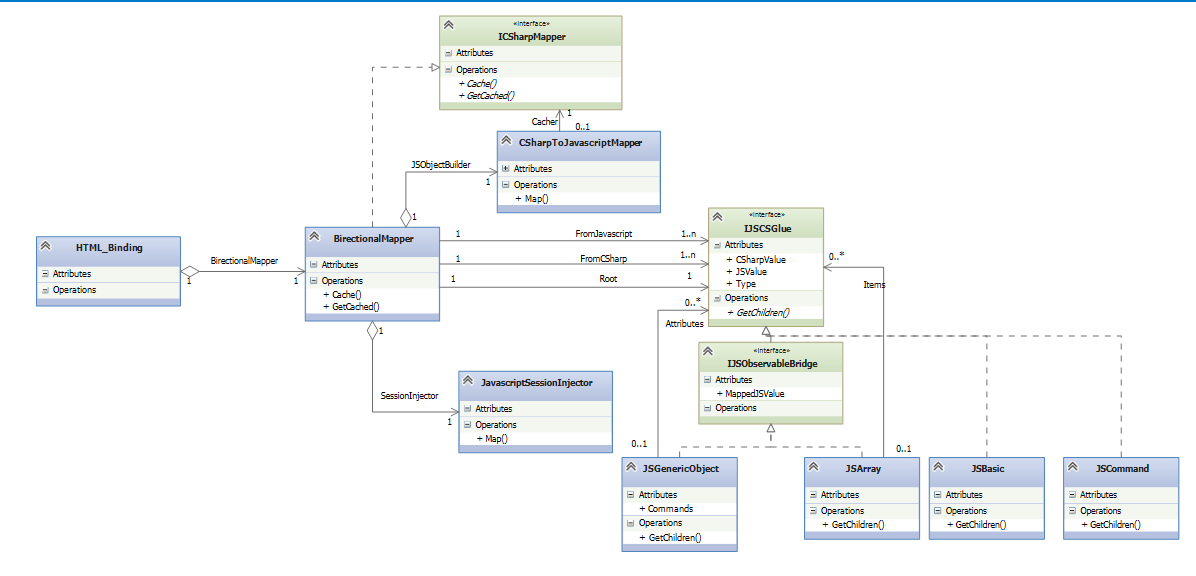 «interface»
ICSharpMapper
Attributes
Operations
+ Cache()
+ GetCached()
1
Cacher
0..1
CSharpToJavascriptMapper
Attributes
Operations
+ Map()
JSObjectBuilder
1
1
HTML_Binding
Attributes
Operations
BirectionalMapper
1
1
BirectionalMapper
Attributes
Operations
+ Cache()
+ GetCached()
1
FromJavascript
1..n
1
FromCSharp
1..n
1
Root
1
«interface»
IJSCSGlue
Attributes
+ CSharpValue
+ JSValue
+ Type
Operations
+ GetChildren()
0..*
Items
0..*
Attributes
«interface»
IJSObservableBridge
Attributes
+ MappedJSValue
Operations
1
SessionInjector
1
JavascriptSessionInjector
Attributes
Operations
+ Map()
0..1
0..1
JSGenericObject
Attributes
+ Commands
Operations
+ GetChildren()
JSArray
Attributes
Operations
+ GetChildren()
JSBasic
Attributes
Operations
+ GetChildren()
JSCommand
Attributes
Operations
+ GetChildren()